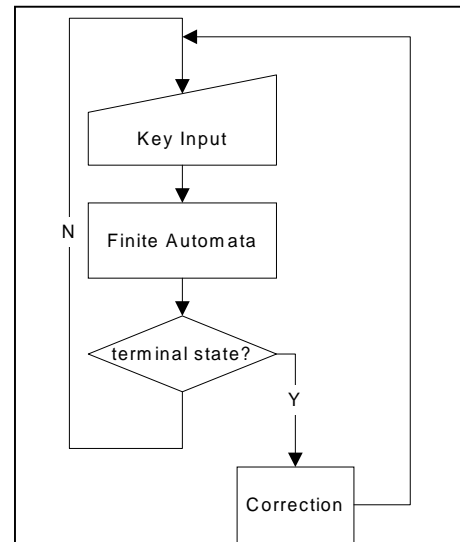 Key Input
N
Finite Automata
terminal state?
Y
Correction